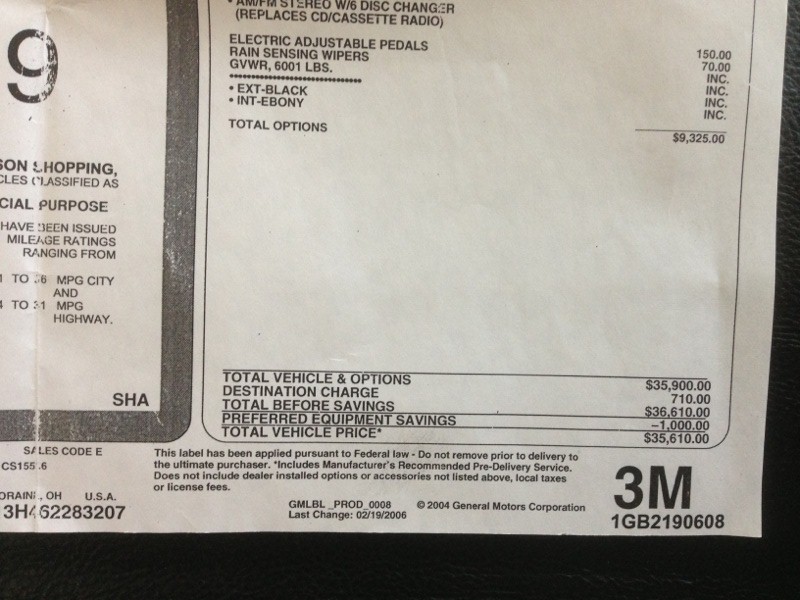 9
SON SHOPPING,
CLASSIFIED AS
CIAL PURPOSE
HAVE BEEN ISSUED
MILEAGE RATINGS
RANGING FROM
TO 6 MPG CITY
AND
TO 1 MPG
HIGHWAY.
SHA
SALES CODE E
OH U.S.A.
• AM/FM STEREO W/6 DISC CHANGER
(REPLACES CD/CASSETTE RADIO)
ELECTRIC ADJUSTABLE PEDALS 150.00
RAIN SENSING WIPERS 70.00
GVWR, 6001 LBS. INC.
INC.
• EXT-BLACK INC.
• INT-EBONY INC.
TOTAL OPTIONS $9,325.00
TOTAL VEHICLE & OPTIONS $35,900.00
DESTINATION CHARGE 710.00
TOTAL BEFORE SAVINGS $36,610.00
PREFERRED EQUIPMENT SAVINGS –1,000.00
TOTAL VEHICLE PRICE* $35,610.00
This label has been applied pursuant to Federal law - Do not remove prior to delivery to
the ultimate purchaser. *Includes Manufacturer's Recommended Pre-Delivery Service.
Does not include dealer installed options or accessories not listed above, local taxes
or license fees.
GMLBL_PROD_0008 © 2004 General Motors Corporation
Last Change: 02/19/2006
3M
1GB2190608